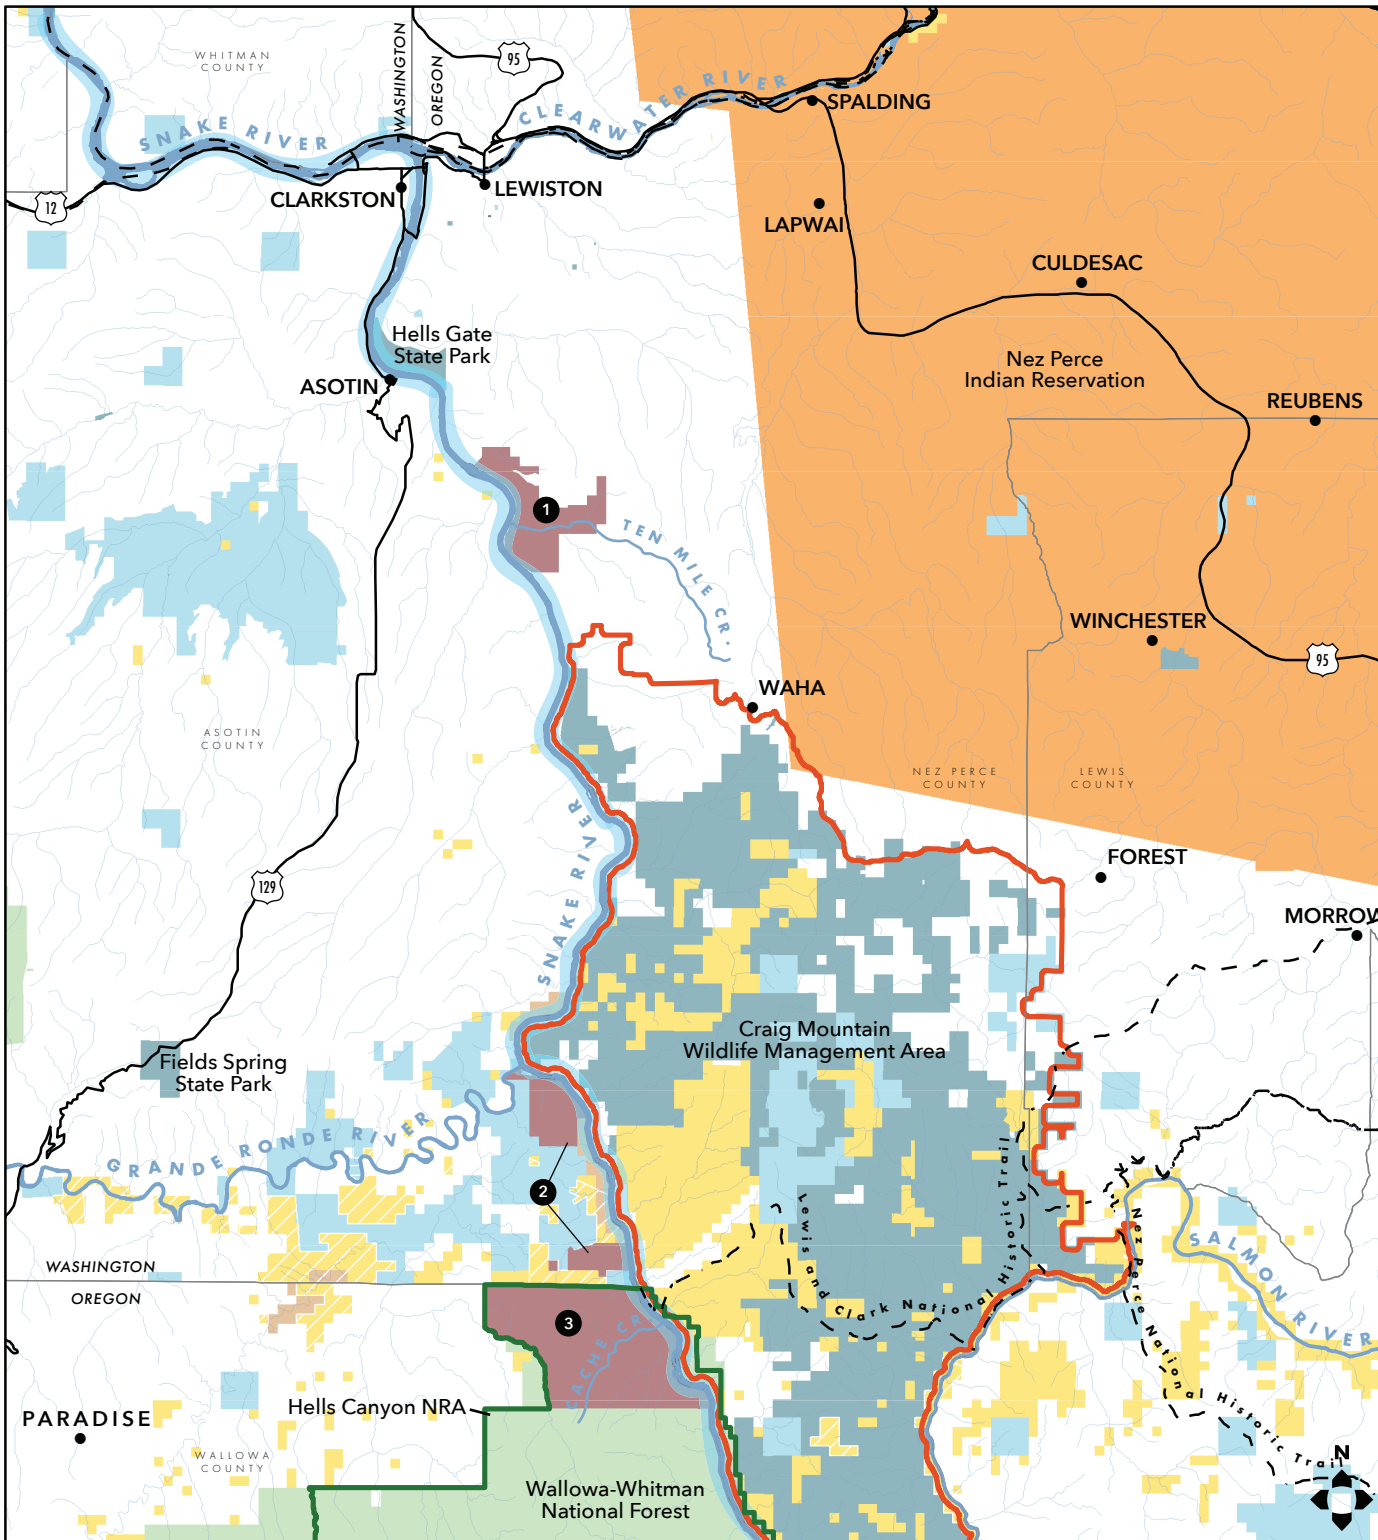 WHITMAN
COUNTY
WASHINGTON
OREGON
95
SNAKE RIVER
CLEARWATER RIVER
SPALDING
12
CLARKSTON
LEWISTON
LAPWAI
CULDESAC
Hells Gate
State Park
Nez Perce
Indian Reservation
ASOTIN
REUBENS
1
TEN MILE CR.
WINCHESTER
95
WAHA
ASOTIN
COUNTY
NEZ PERCE
COUNTY
LEWIS
COUNTY
SNAKE RIVER
FOREST
129
MORROW
Craig Mountain
Wildlife Management Area
Fields Spring
State Park
GRANDE RONDE RIVER
2
Lewis and Clark National Historic Trail
Nez Perce National Historic Trail
SALMON RIVER
WASHINGTON
OREGON
3
CACHE CR.
Hells Canyon NRA
PARADISE
WALLOWA
COUNTY
Wallowa-Whitman
National Forest
N